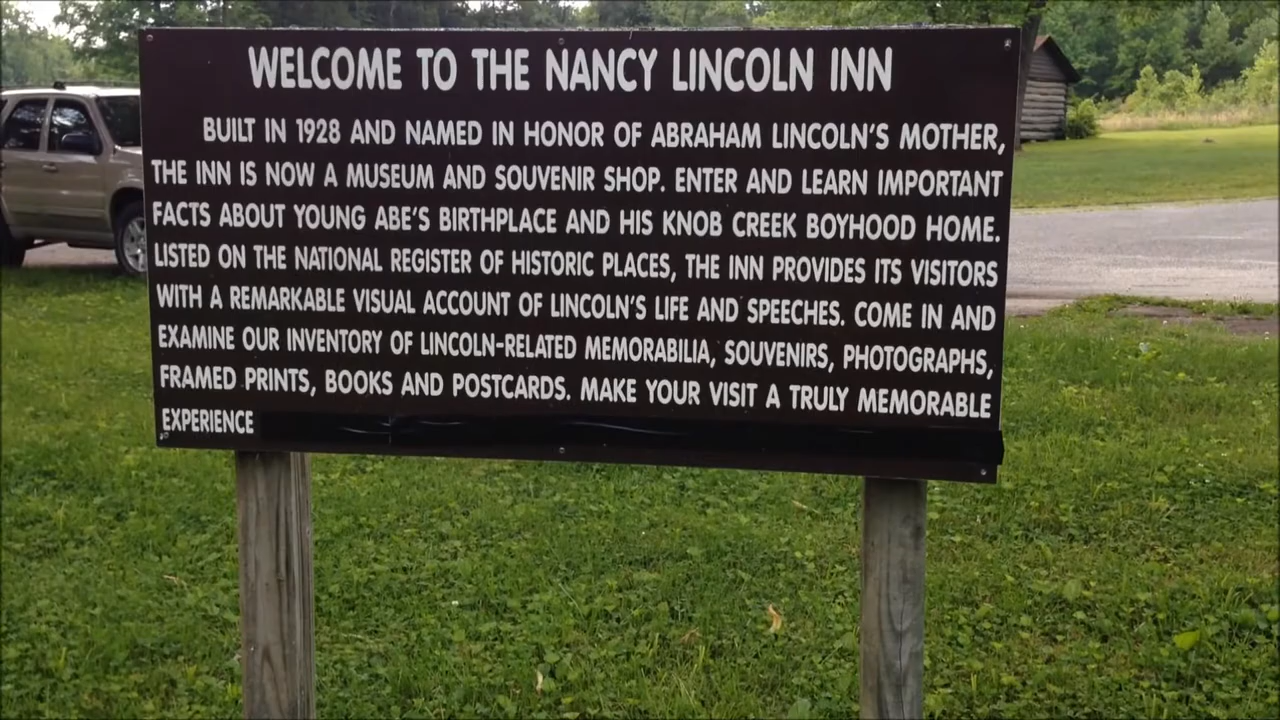 WELCOME TO THE NANCY LINCOLN INN
BUILT IN 1928 AND NAMED IN HONOR OF ABRAHAM LINCOLN'S MOTHER,
THE INN IS NOW A MUSEUM AND SOUVENIR SHOP. ENTER AND LEARN IMPORTANT
FACTS ABOUT YOUNG ABE'S BIRTHPLACE AND HIS KNOB CREEK BOYHOOD HOME.
LISTED ON THE NATIONAL REGISTER OF HISTORIC PLACES, THE INN PROVIDES ITS VISITORS
WITH A REMARKABLE VISUAL ACCOUNT OF LINCOLN'S LIFE AND SPEECHES. COME IN AND
EXAMINE OUR INVENTORY OF LINCOLN-RELATED MEMORABILIA, SOUVENIRS, PHOTOGRAPHS,
FRAMED PRINTS, BOOKS AND POSTCARDS. MAKE YOUR VISIT A TRULY MEMORABLE
EXPERIENCE